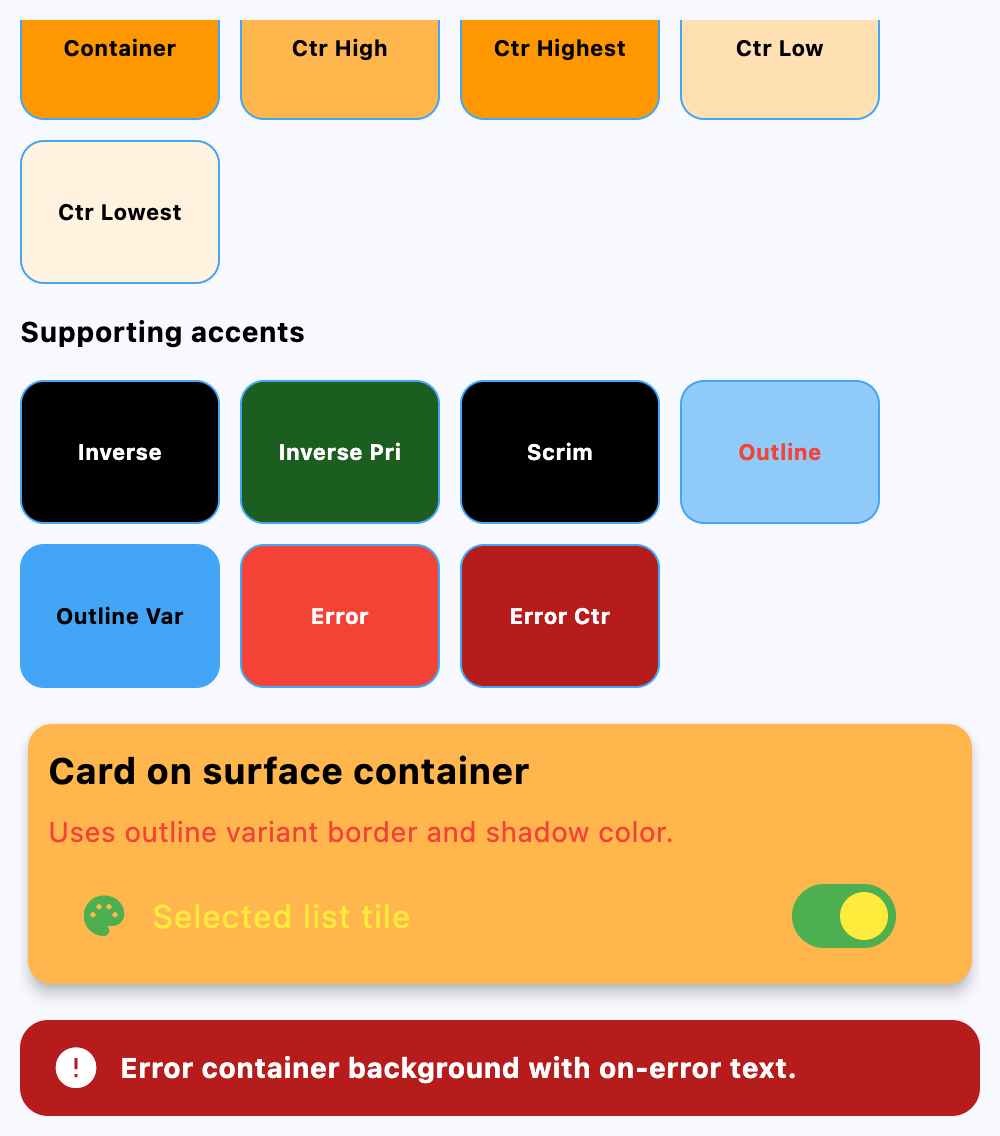 Container
Ctr High
Ctr Highest
Ctr Low
Ctr Lowest
Supporting accents
Inverse
Inverse Pri
Scrim
Outline
Outline Var
Error
Error Ctr
Card on surface container
Uses outline variant border and shadow color.
Selected list tile
Error container background with on-error text.